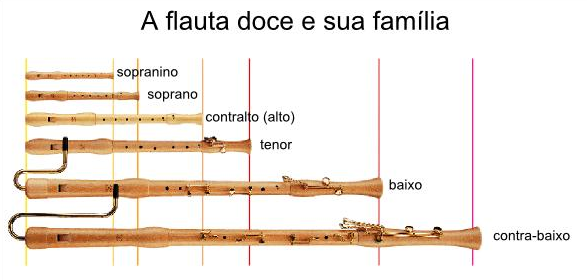 A flauta doce e sua família
sopranino
soprano
contralto (alto)
tenor
baixo
contra-baixo